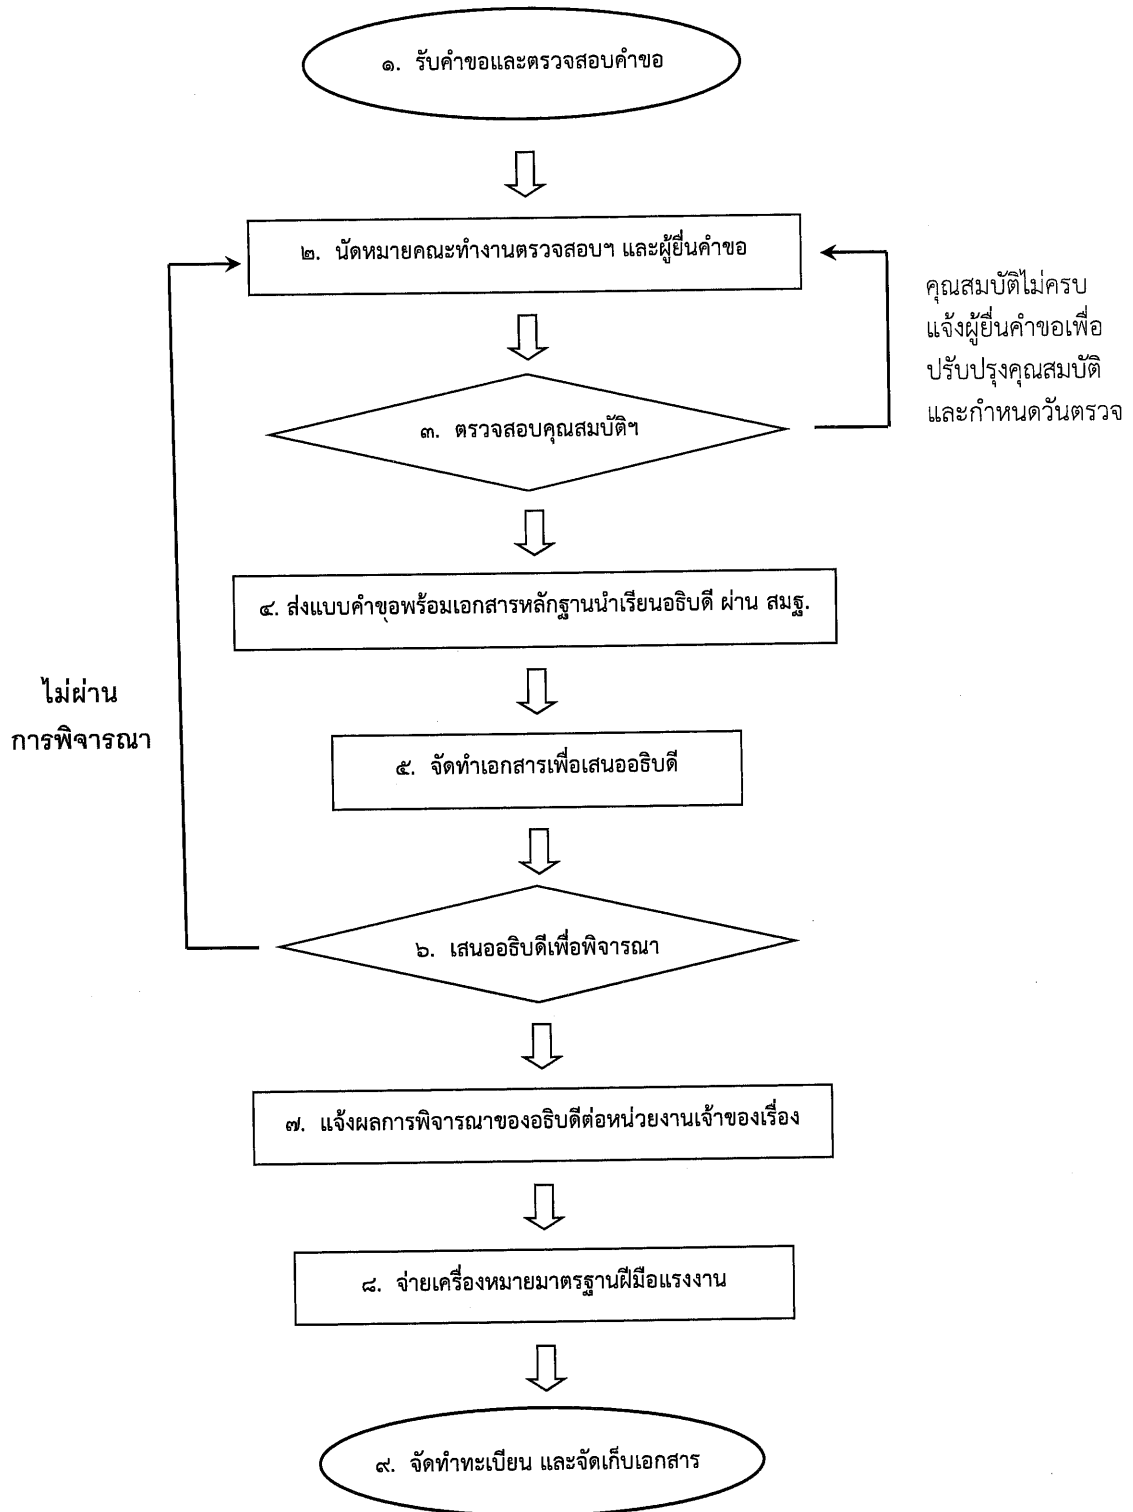 ๑. รับคำขอและตรวจสอบคำขอ
๒. นัดหมายคณะทำงานตรวจสอบฯ และผู้ยื่นคำขอ
คุณสมบัติไม่ครบ
แจ้งผู้ยื่นคำขอเพื่อ
ปรับปรุงคุณสมบัติ
และกำหนดวันตรวจ
๓. ตรวจสอบคุณสมบัติฯ
๔. ส่งแบบคำขอพร้อมเอกสารหลักฐานนำเรียนอธิบดี ผ่าน สมฐ.
ไม่ผ่าน
การพิจารณา
๕. จัดทำเอกสารเพื่อเสนออธิบดี
๖. เสนออธิบดีเพื่อพิจารณา
๗. แจ้งผลการพิจารณาของอธิบดีต่อหน่วยงานเจ้าของเรื่อง
๘. จ่ายเครื่องหมายมาตรฐานฝีมือแรงงาน
๙. จัดทำทะเบียน และจัดเก็บเอกสาร